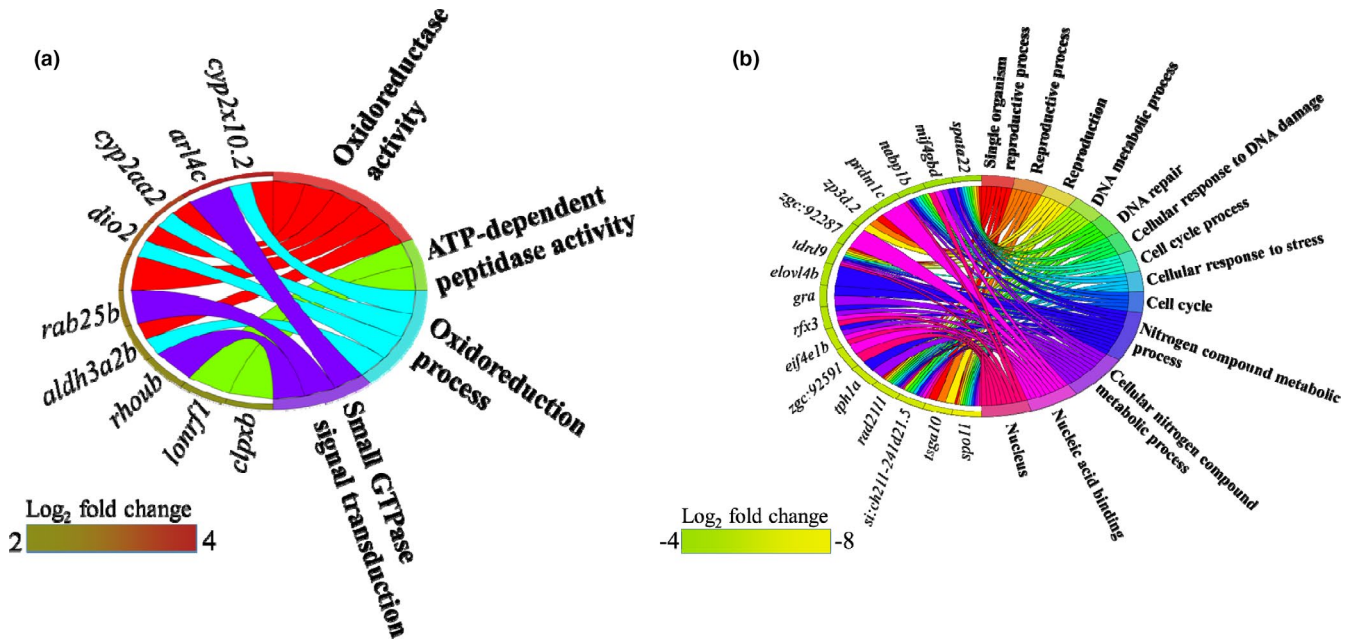 (a)
cyp2x10.2
arl4c
cyp2aa2
dio2
rab25b
aldh3a2b
rhoub
lonrf1
clpxb
Oxidoreductase
activity
ATP-dependent
peptidase activity
Oxidoreduction
process
Small GTPase
signal transduction
Log2 fold change
2
4
(b)
spata22
mif4gbd
nabp1b
prdm1c
zp3d.2
zgc:92287
tdrd9
elovl4b
gra
rfx3
eif4e1b
zgc:92591
tph1a
rad21l1
si:ch211-241d21.5
tsga10
spo11
Single organism
reproductive process
Reproductive process
Reproduction
DNA metabolic process
DNA repair
Cellular response to DNA damage
Cell cycle process
Cellular response to stress
Cell cycle
Nitrogen compound metabolic
process
Cellular nitrogen compound
metabolic process
Nucleic acid binding
Nucleus
Log2 fold change
-4
-8